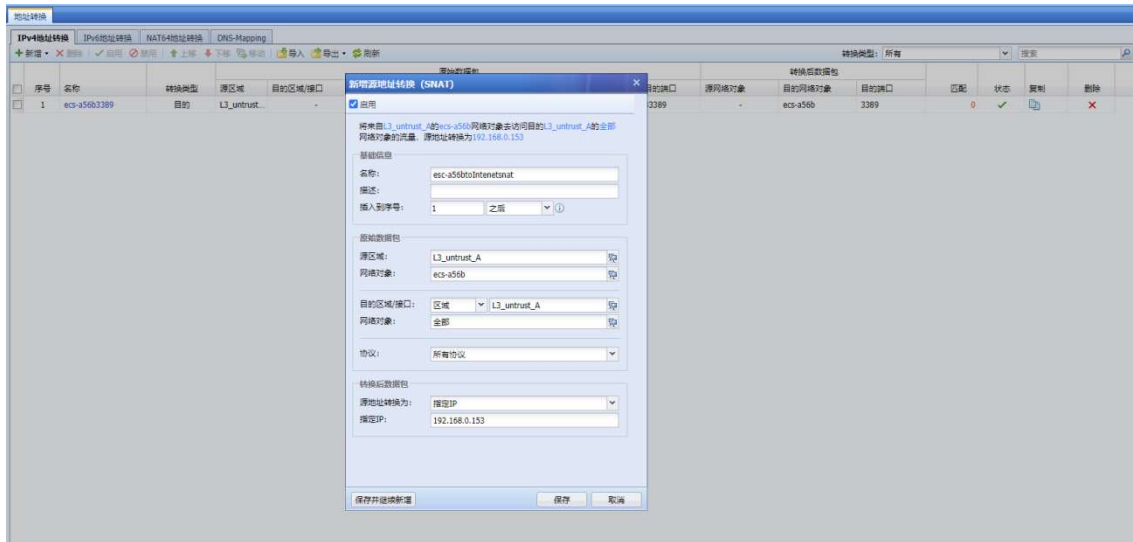 地址转换
IPv4地址转换 IPv6地址转换 NAT64地址转换 DNS-Mapping
新增 删除 启用 禁用 上移 下移 移动 导入 导出 刷新 转换类型: 所有 搜索
原始数据包 转换后数据包
序号 名称 转换类型 源区域 目的区域/接口 目的端口 源网络对象 目的网络对象 目的端口 匹配 状态 复制 删除
1 ecs-a56b3389 目的 L3_untrust... - 3389 - ecs-a56b 3389 0
新增源地址转换 (SNAT)
启用
将来自L3_untrust_A的ecs-a56b网络对象去访问目的L3_untrust_A的全部
网络对象的流量, 源地址转换为192.168.0.153
基础信息
名称: esc-a56btoIntenetsnat
描述:
插入到序号: 1 之后
原始数据包
源区域: L3_untrust_A
网络对象: ecs-a56b
目的区域/接口: 区域 L3_untrust_A
网络对象: 全部
协议: 所有协议
转换后数据包
源地址转换为: 指定IP
指定IP: 192.168.0.153
保存并继续新增 保存 取消